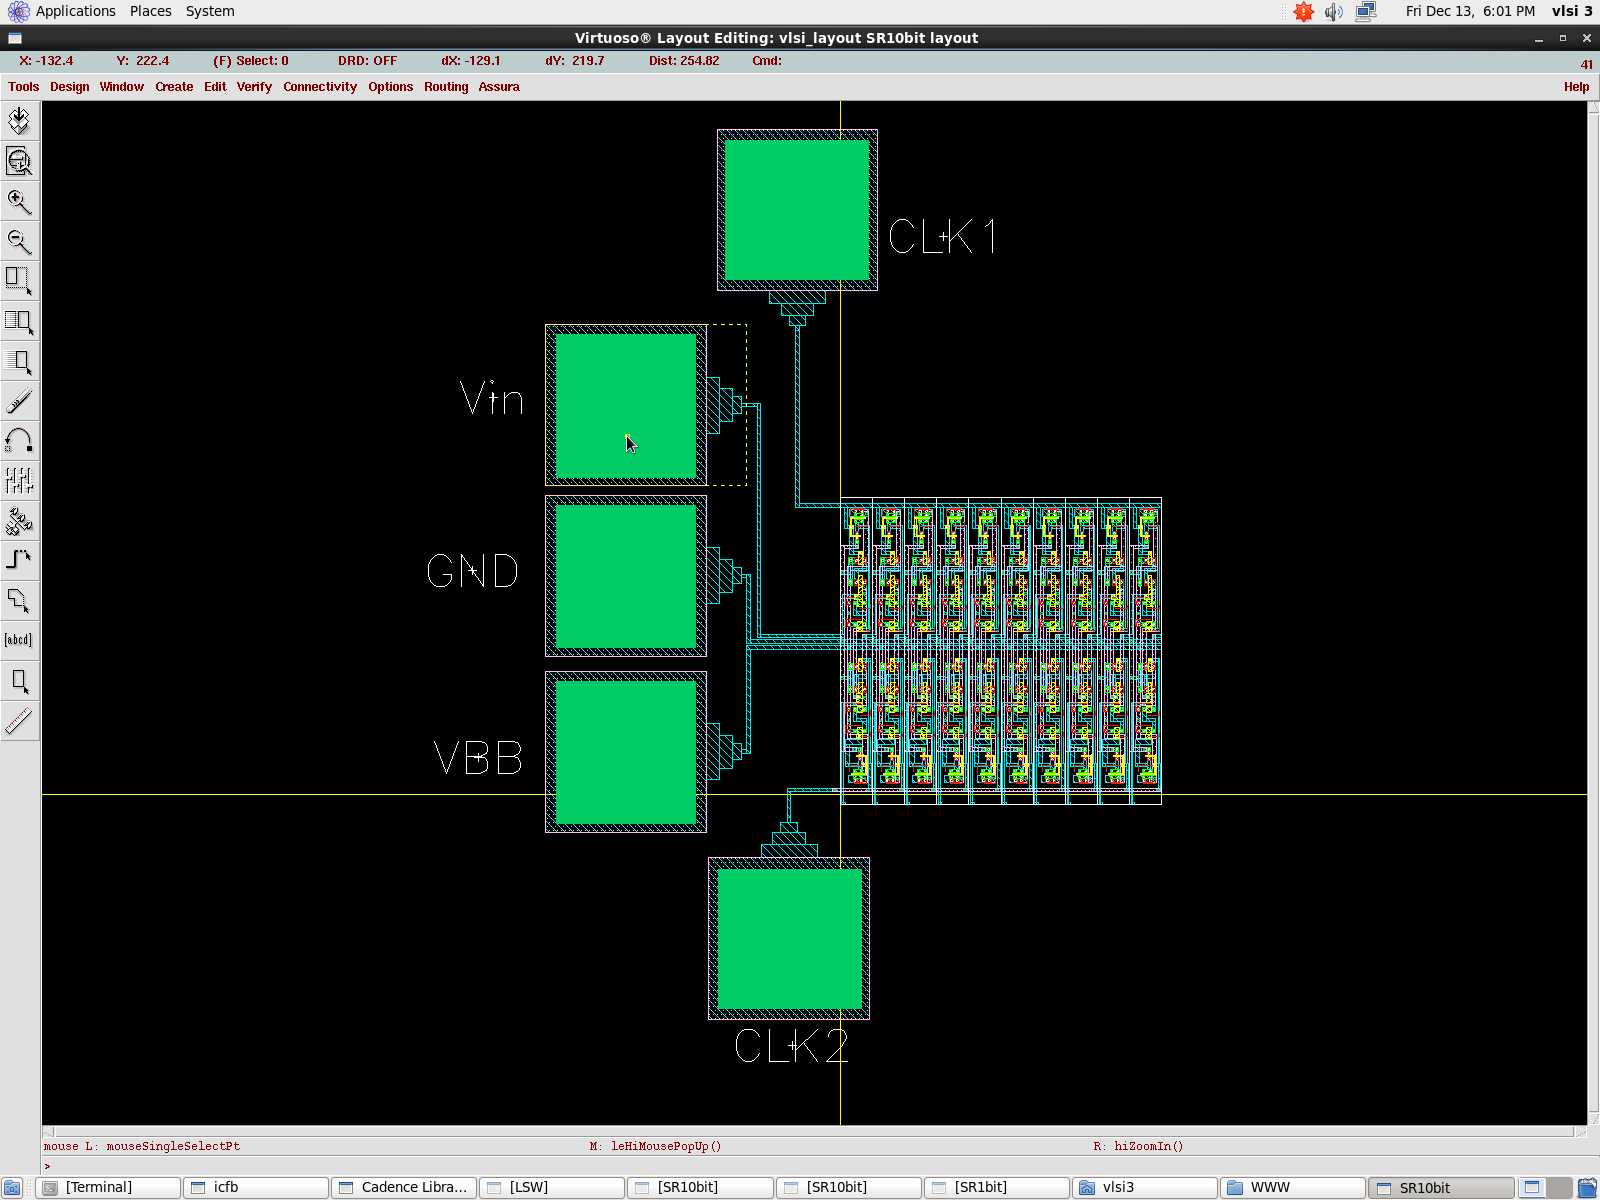 Applications Places System
Fri Dec 13, 6:01 PM vlsi 3
Virtuoso® Layout Editing: vlsi_layout SR10bit layout
X: -132.4 Y: 222.4 (F) Select: 0 DRD: OFF dX: -129.1 dY: 219.7 Dist: 254.82 Cmd:
41
Tools Design Window Create Edit Verify Connectivity Options Routing Assura Help
CLK1
Vin
GND
[abcd]
VBB
CLK2
mouse L: mouseSingleSelectPt M: leHiMousePopUp() R: hiZoomIn()
>
[Terminal] icfb Cadence Libra... [LSW] [SR10bit] [SR10bit] [SR1bit] vlsi3 WWW SR10bit